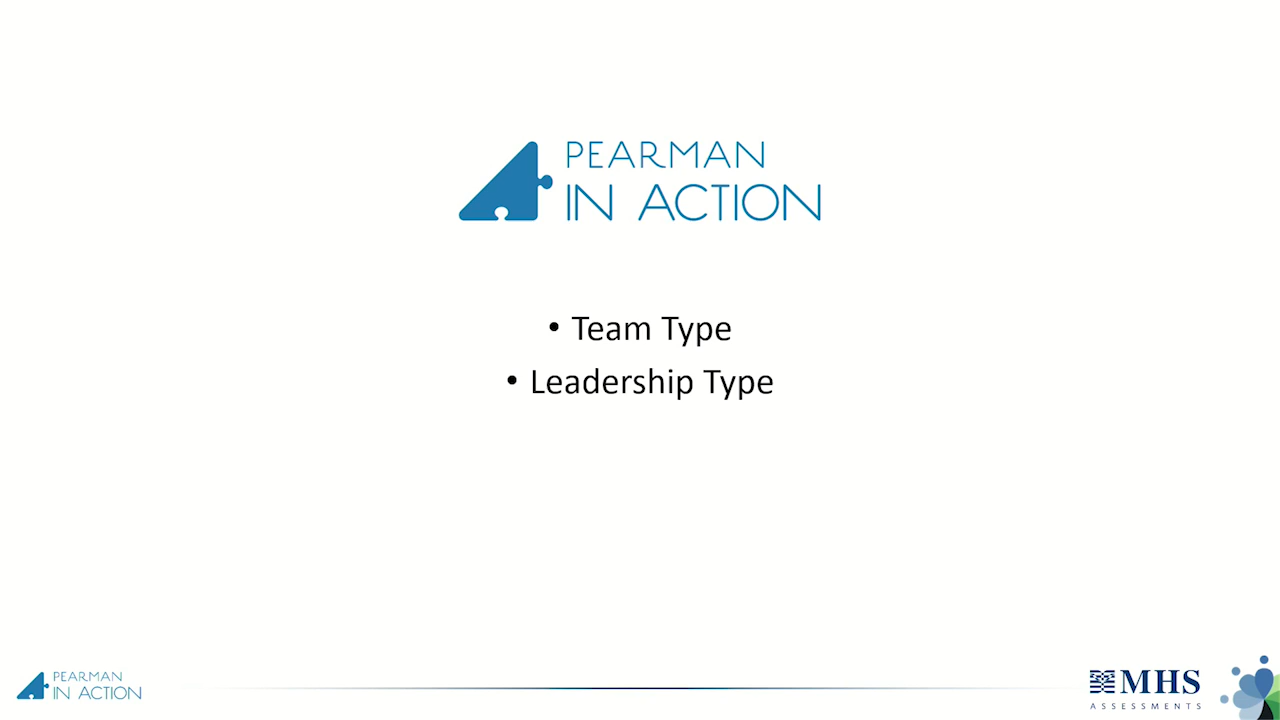 PEARMAN
IN ACTION
• Team Type
• Leadership Type
PEARMAN
IN ACTION
MHS
ASSESSMENTS